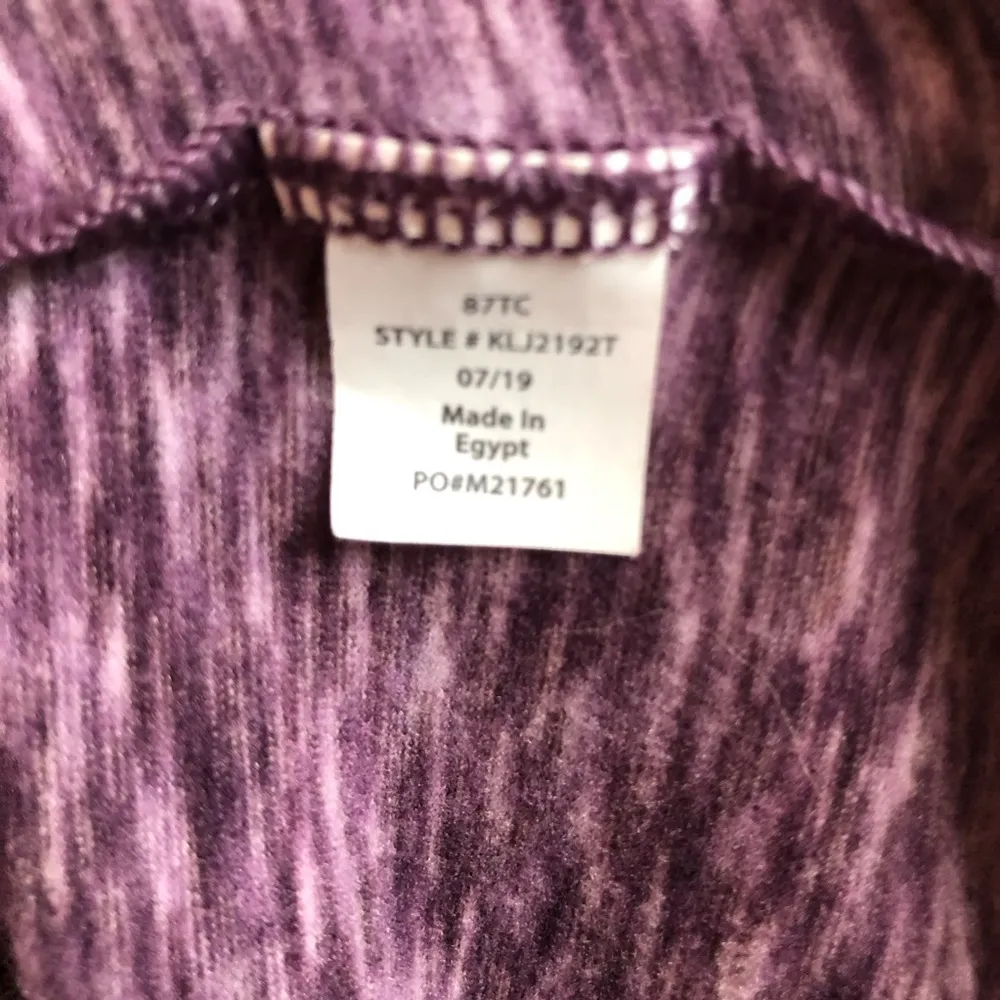 87TC
STYLE # KLJ2192T
07/19
Made In
Egypt
PO#M21761